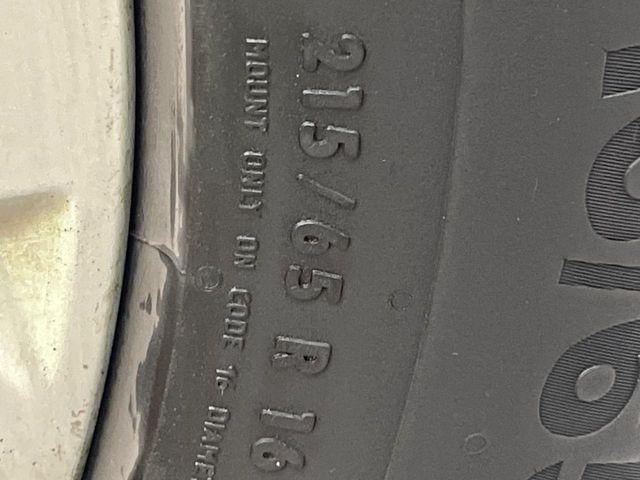 215/65 R 16
MOUNT ONLY ON CODE 16 DIAMET